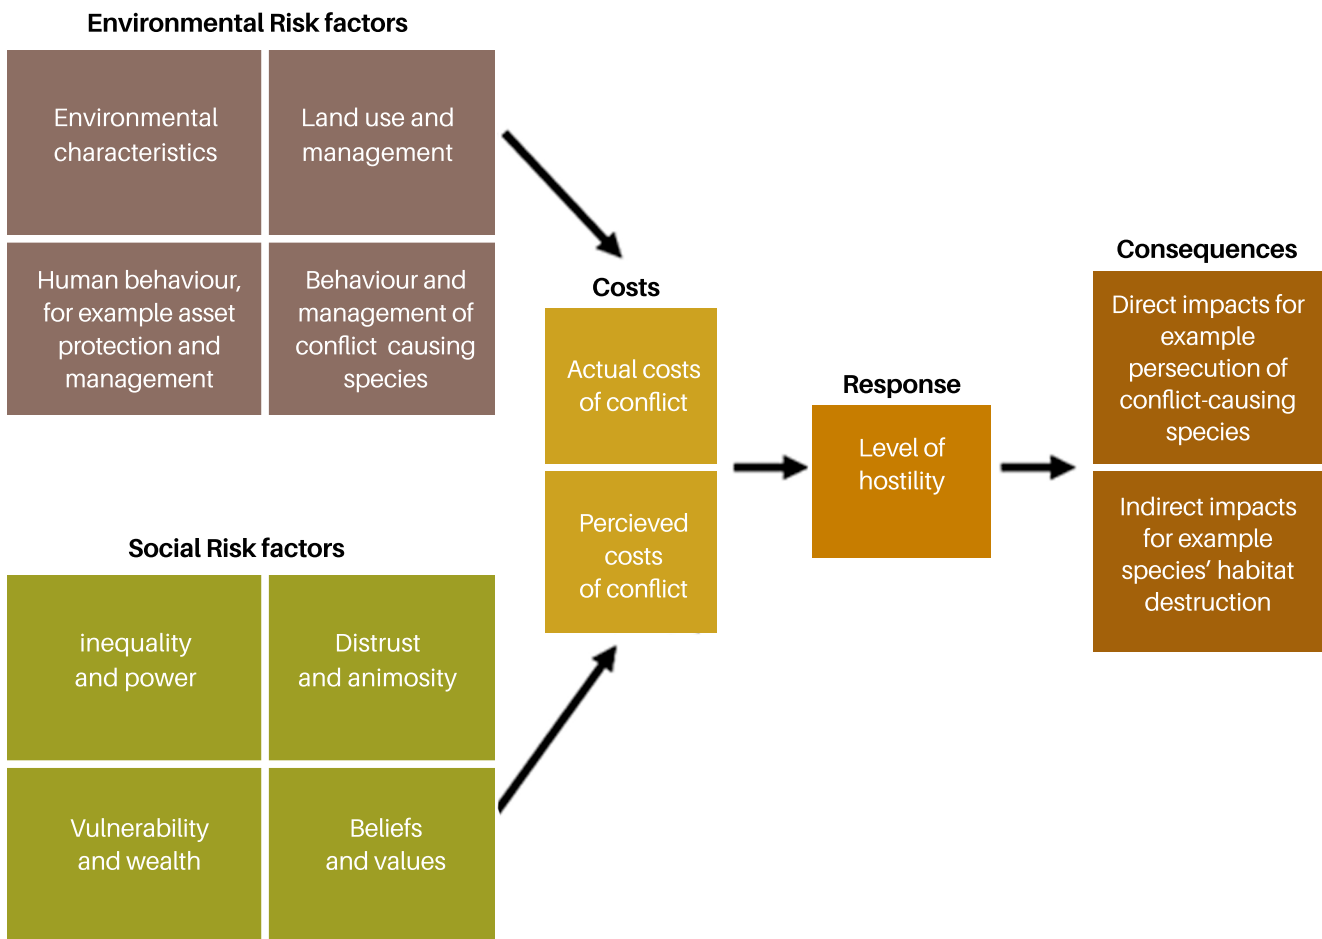 Environmental Risk factors
Environmental
characteristics
Land use and
management
Human behaviour,
for example asset
protection and
management
Behaviour and
management of
conflict causing
species
Social Risk factors
inequality
and power
Distrust
and animosity
Vulnerability
and wealth
Beliefs
and values
Costs
Actual costs
of conflict
Percieved
costs
of conflict
Response
Level of
hostility
Consequences
Direct impacts for
example
persecution of
conflict-causing
species
Indirect impacts
for example
species’ habitat
destruction